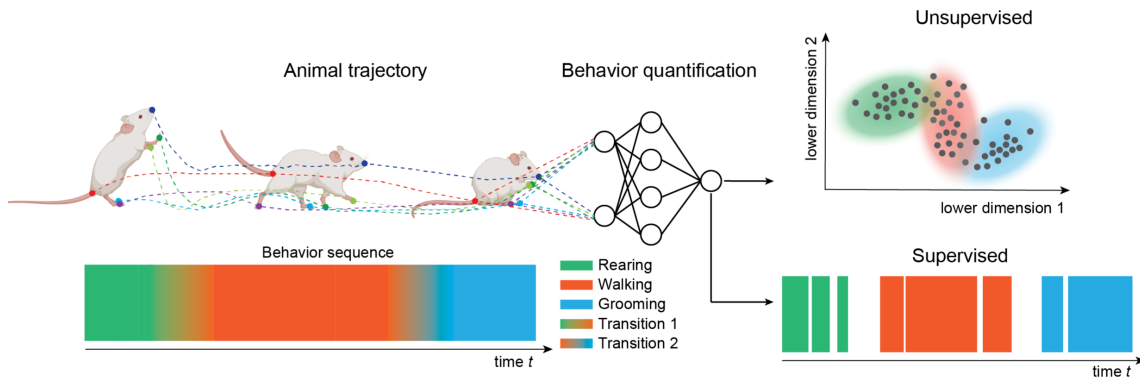 Unsupervised
Animal trajectory
Behavior quantification
lower dimension 2
lower dimension 1
Behavior sequence
Rearing
Walking
Grooming
Transition 1
Transition 2
time t
Supervised
time t